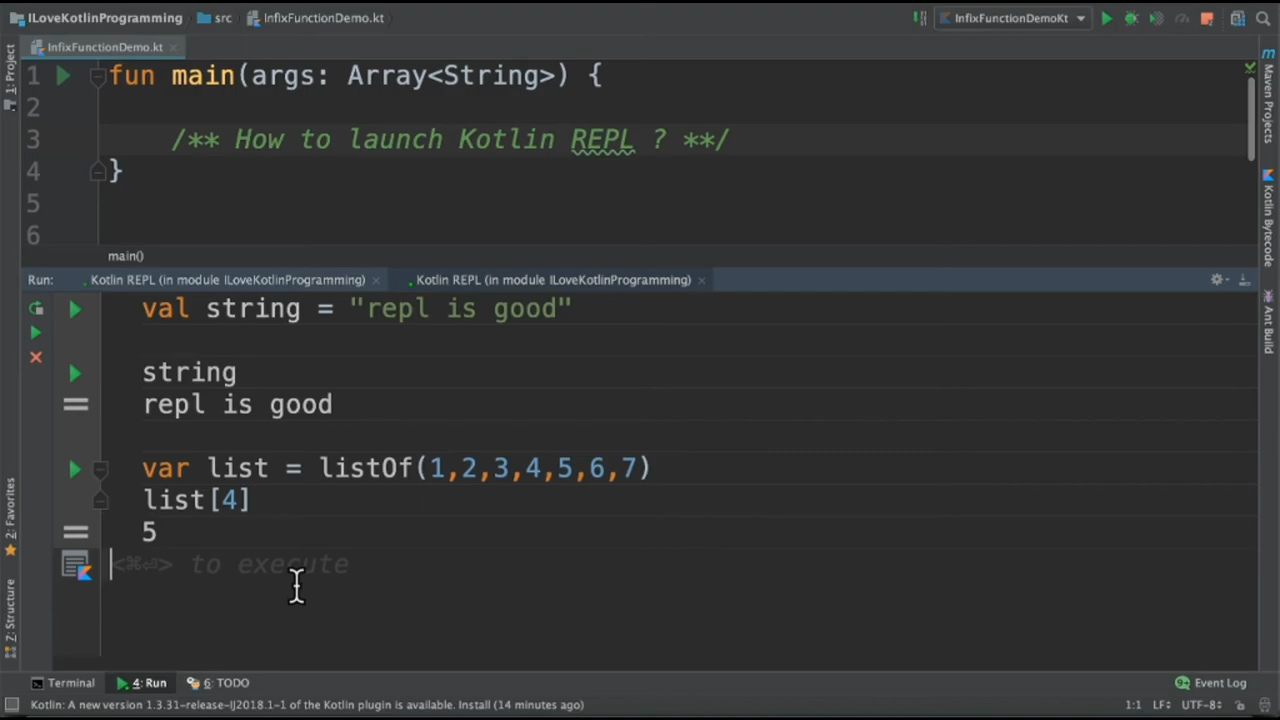 ILoveKotlinProgramming src InfixFunctionDemo.kt InfixFunctionDemoKt
InfixFunctionDemo.kt
1 fun main(args: Array<String>) {
2
3 /** How to launch Kotlin REPL ? **/
4 }
5
6
main()
Run: Kotlin REPL (in module ILoveKotlinProgramming) Kotlin REPL (in module ILoveKotlinProgramming)
val string = "repl is good"
string
repl is good
var list = listOf(1,2,3,4,5,6,7)
list[4]
5
<⌘⏎> to execute
Terminal 4: Run 6: TODO Event Log
Kotlin: A new version 1.3.31-release-IJ2018.1-1 of the Kotlin plugin is available. Install (14 minutes ago) 1:1 LF UTF-8
1: Project
2: Favorites
Z: Structure
Maven Projects
Kotlin Bytecode
Ant Build